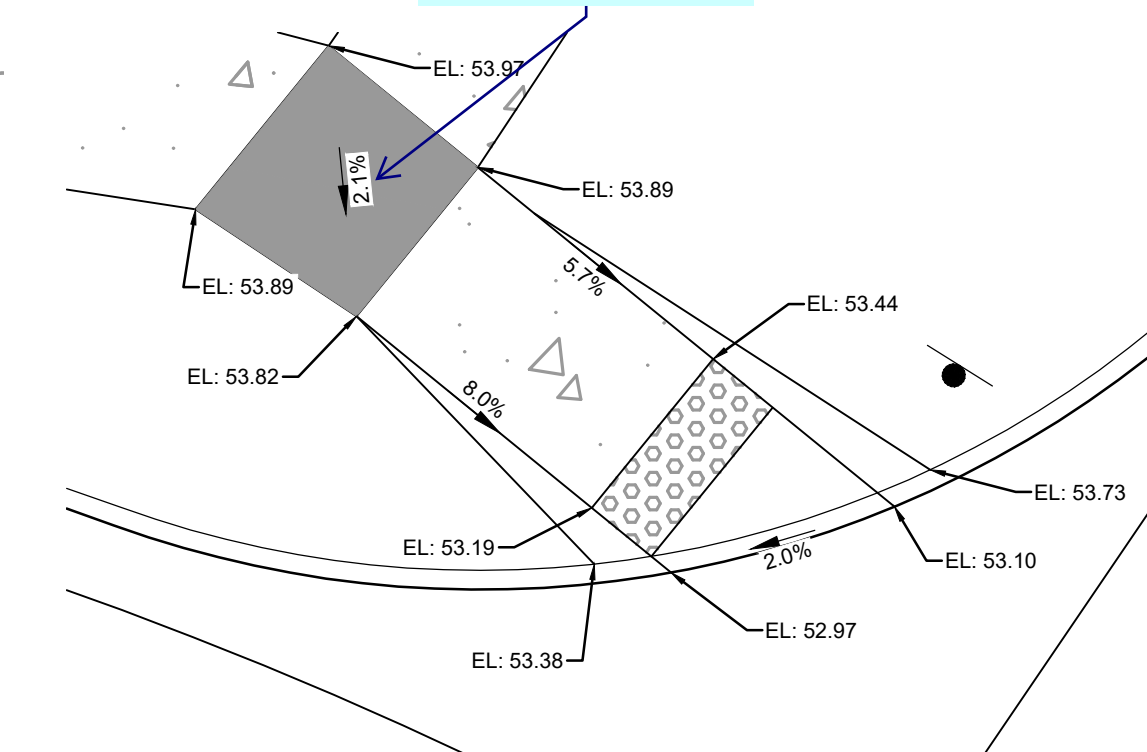 EL: 53.97
2.1%
EL: 53.89
5.7%
EL: 53.89
EL: 53.44
EL: 53.82
8.0%
EL: 53.73
EL: 53.19
2.0%
EL: 53.10
EL: 52.97
EL: 53.38